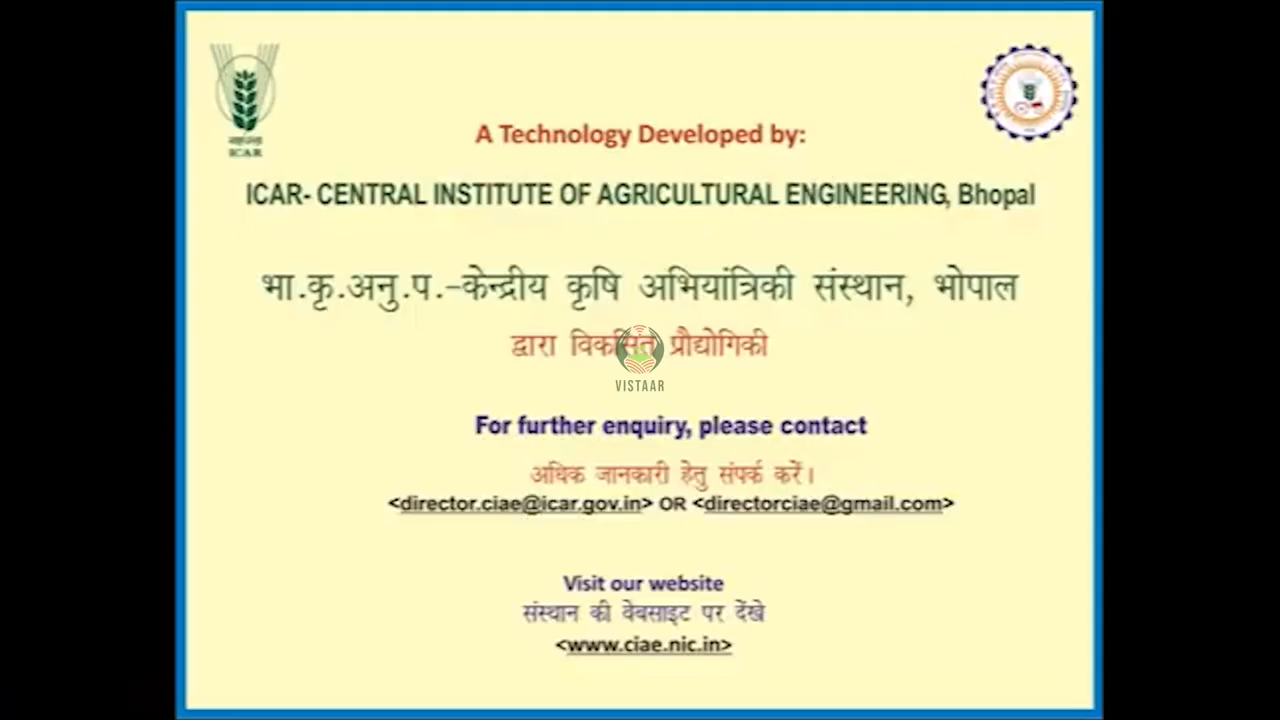 भाकृअनुप
ICAR
A Technology Developed by:
ICAR- CENTRAL INSTITUTE OF AGRICULTURAL ENGINEERING, Bhopal
भा.कृ.अनु.प.-केन्द्रीय कृषि अभियांत्रिकी संस्थान, भोपाल
द्वारा विकसित प्रौद्योगिकी
VISTAAR
For further enquiry, please contact
अधिक जानकारी हेतु संपर्क करें।
<director.ciae@icar.gov.in> OR <directorciae@gmail.com>
Visit our website
संस्थान की वेबसाइट पर देंखे
<www.ciae.nic.in>